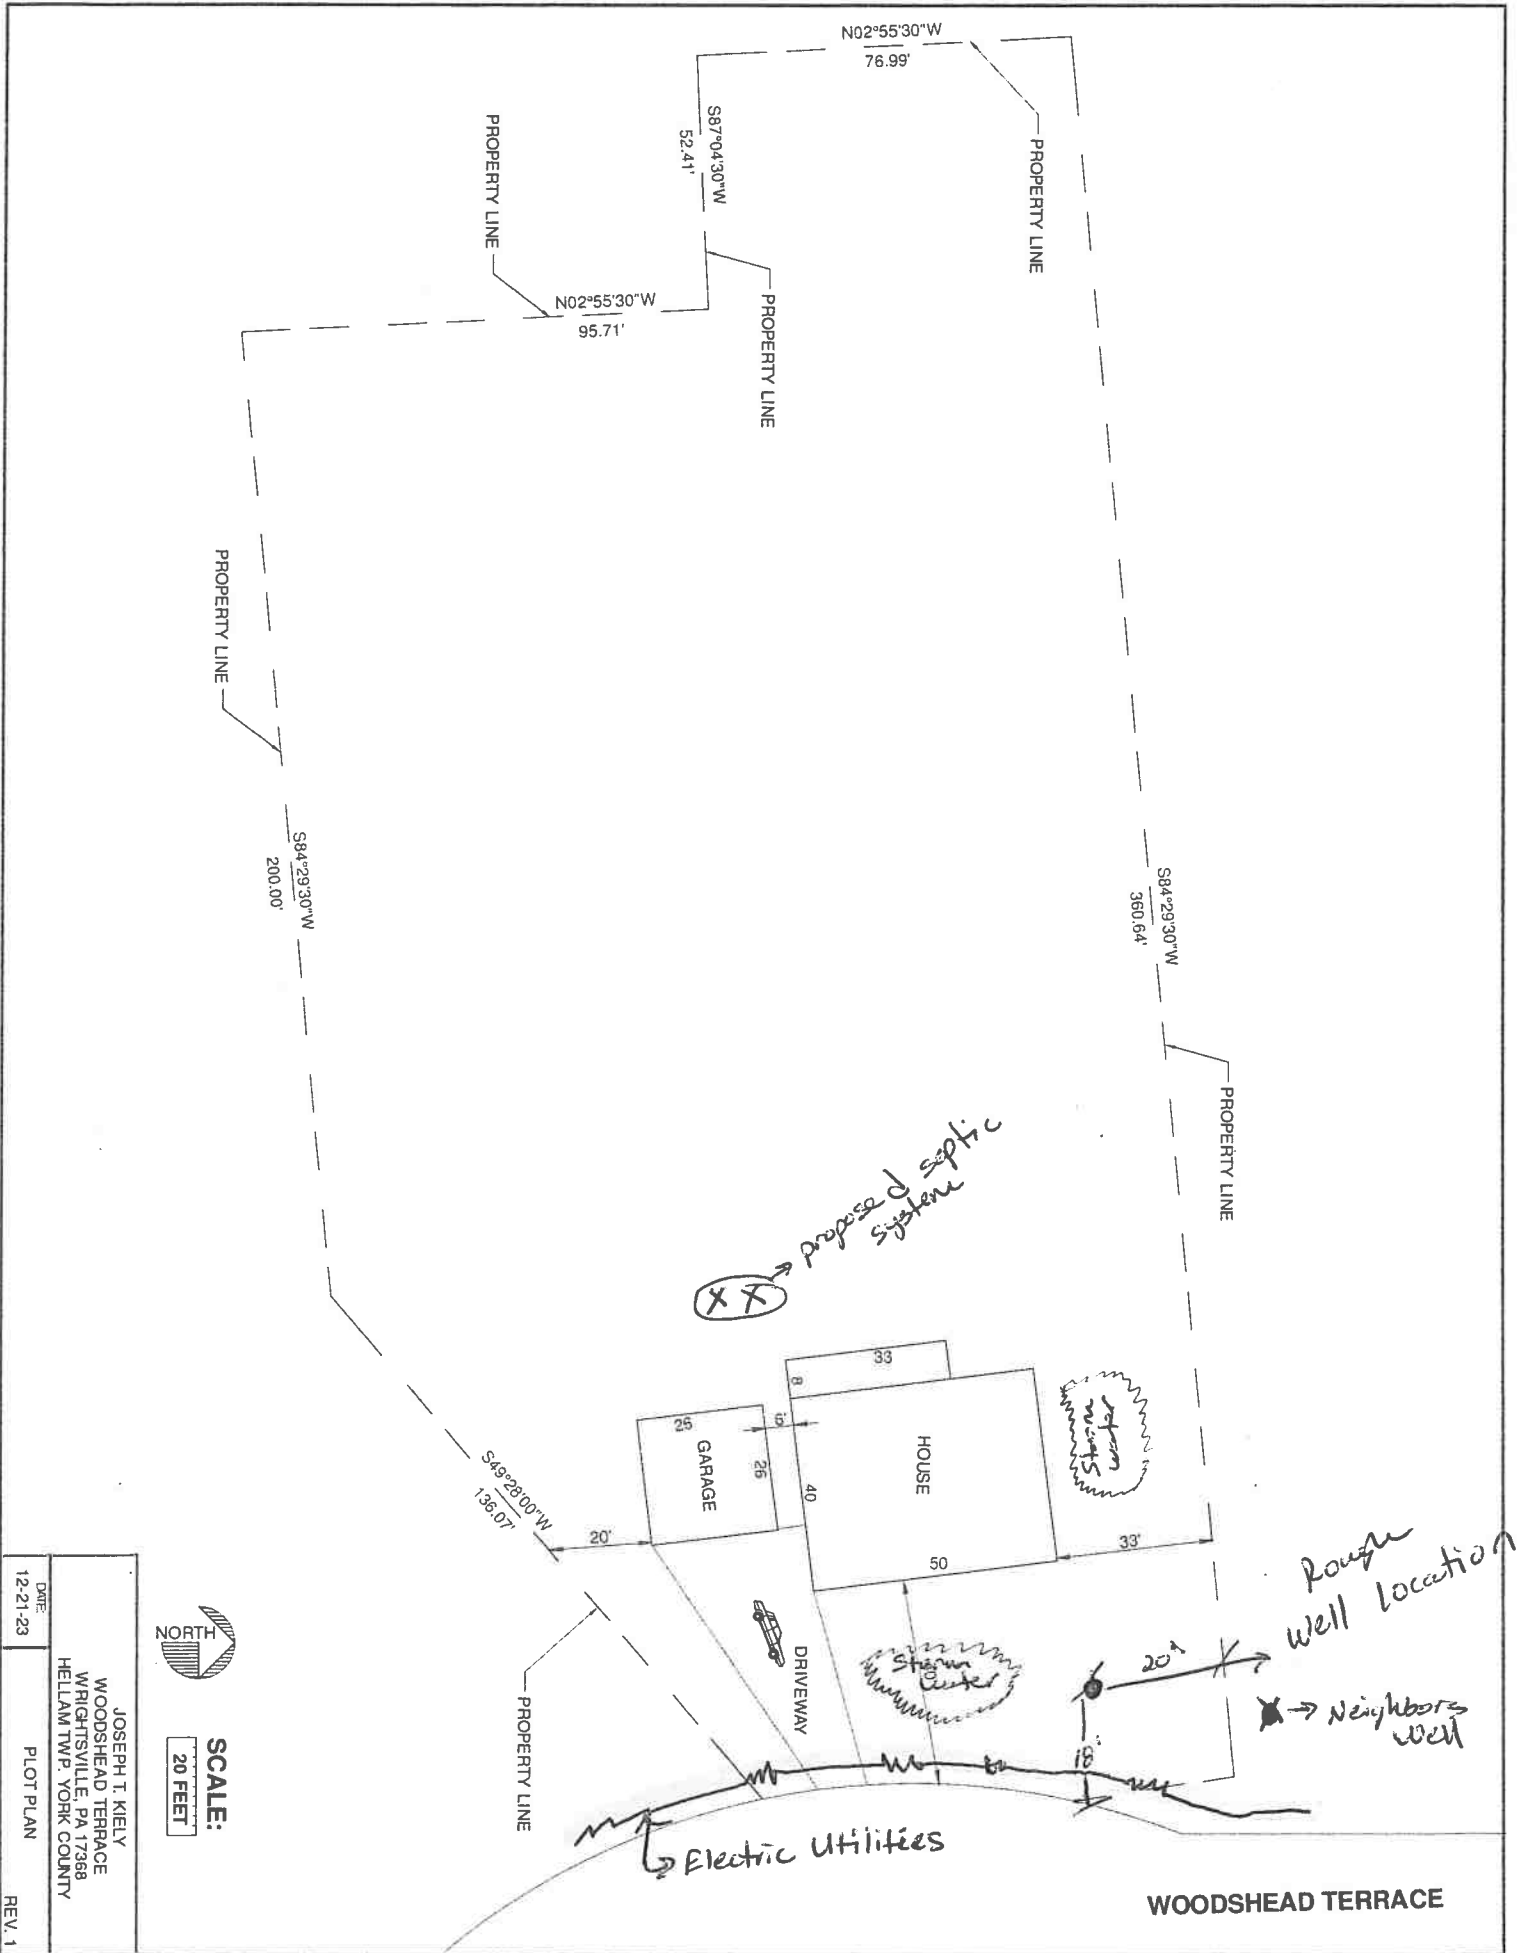 N02°55'30"W
76.99'
PROPERTY LINE
S87°04'30"W
52.41'
PROPERTY LINE
PROPERTY LINE
N02°55'30"W
95.71'
PROPERTY LINE
S84°29'30"W
200.00'
S84°29'30"W
360.64'
PROPERTY LINE
proposed septic
system
X X
33
8
HOUSE
40
50
6'
25
26
GARAGE
Storm
water
33'
20'
S49°28'00"W
136.07'
PROPERTY LINE
DRIVEWAY
Storm
water
Rough
well location
20'
18'
X → Neighbors
well
Electric Utilities
WOODSHEAD TERRACE
NORTH
SCALE:
20 FEET
JOSEPH T. KIELY
WOODSHEAD TERRACE
WRIGHTSVILLE, PA 17368
HELLAM TWP. YORK COUNTY
DATE:
12-21-23
PLOT PLAN
REV. 1